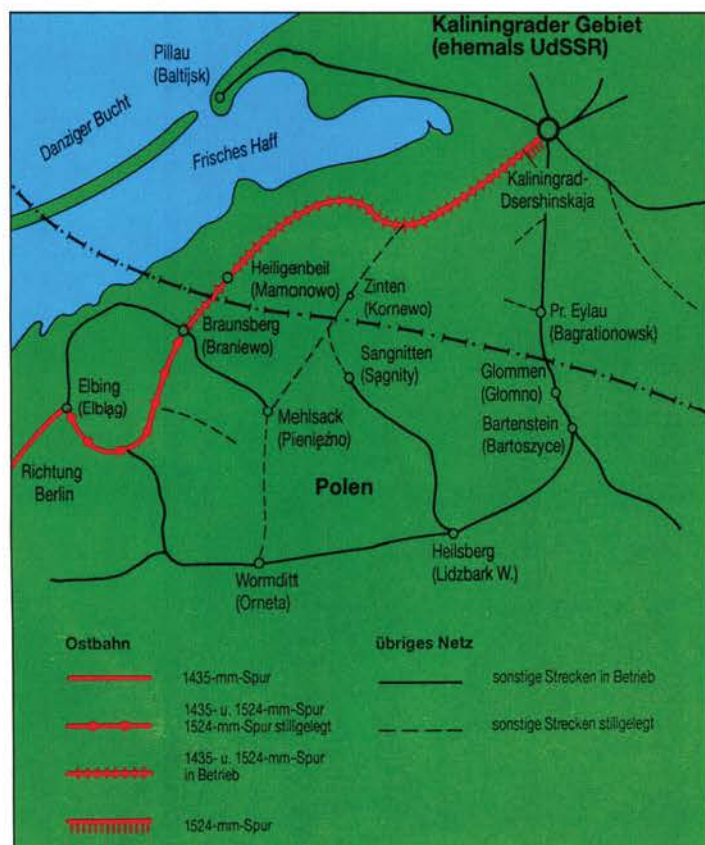 Kaliningrader Gebiet
(ehemals UdSSR)
Pillau
(Baltijsk)
Danziger Bucht
Frisches Haff
Kaliningrad-
Dsershinskaja
Heiligenbeil
(Mamonowo)
Zinten
(Kornewo)
Pr. Eylau
(Bagrationowsk)
Braunsberg
(Braniewo)
Sangnitten
(Sągnity)
Glommen
(Głomno)
Elbing
(Elbląg)
Mehlsack
(Pieniężno)
Bartenstein
(Bartoszyce)
Richtung
Berlin
Polen
Wormditt
(Orneta)
Heilsberg
(Lidzbark W.)
Ostbahn
1435-mm-Spur
1435- u. 1524-mm-Spur
1524-mm-Spur stillgelegt
1435- u. 1524-mm-Spur
in Betrieb
1524-mm-Spur
übriges Netz
sonstige Strecken in Betrieb
sonstige Strecken stillgelegt